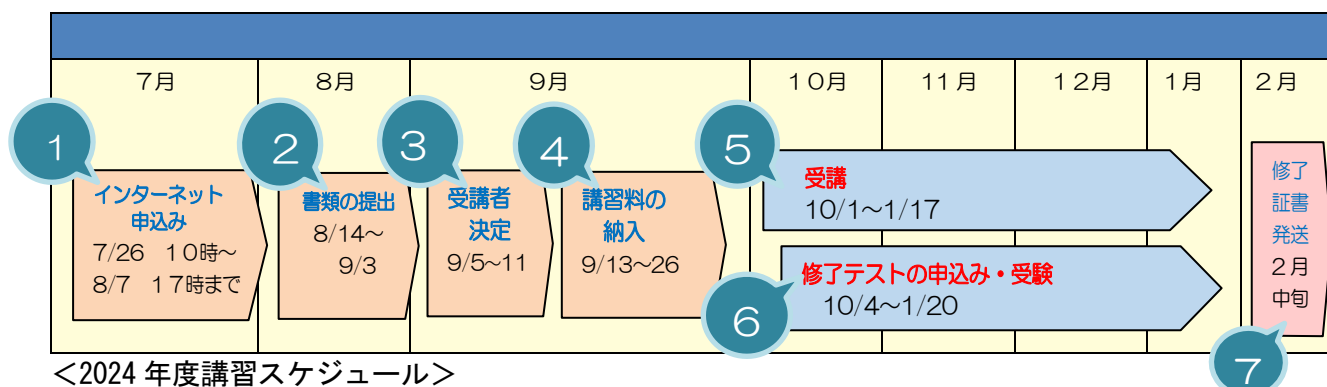 7月
8月
9月
10月
11月
12月
1月
2月
1
インターネット
申込み
7/26 10時～
8/7 17時まで
2
書類の提出
8/14～
9/3
3
受講者
決定
9/5~11
4
講習料の
納入
9/13~26
5
受講
10/1～1/17
6
修了テストの申込み・受験
10/4～1/20
修了
証書
発送
2月
中旬
7
＜2024 年度講習スケジュール＞